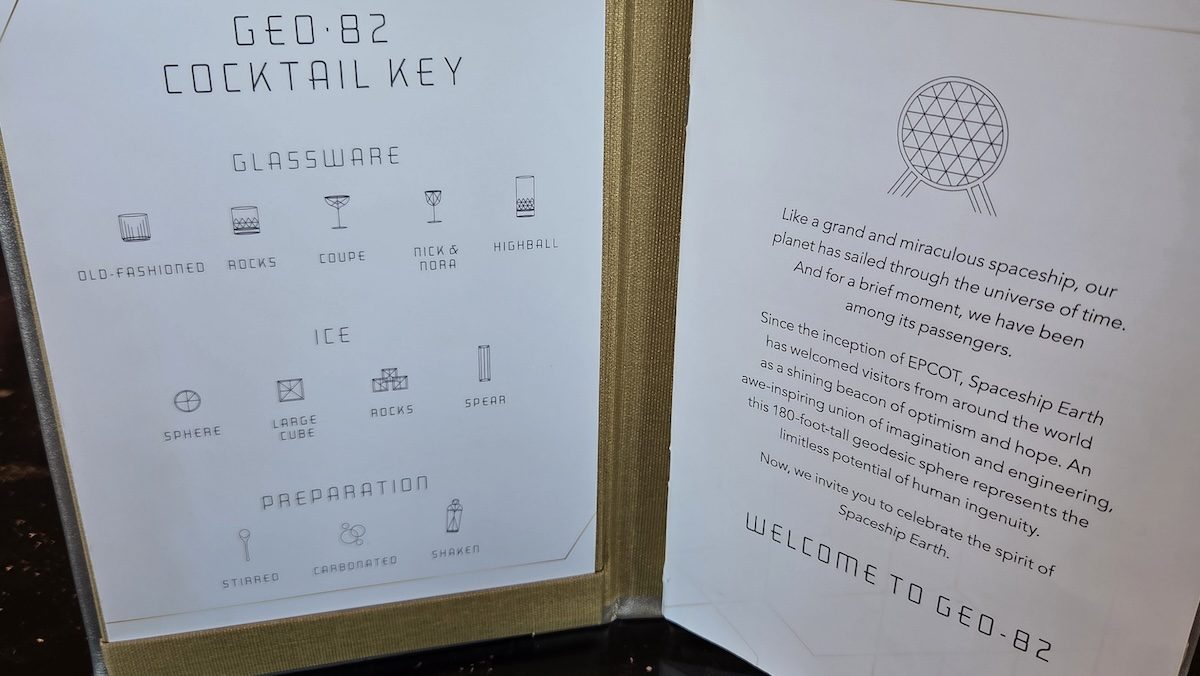 GEO·82
COCKTAIL KEY
GLASSWARE
OLD-FASHIONED
ROCKS
COUPE
NICK &
NORA
HIGHBALL
ICE
SPHERE
LARGE
CUBE
ROCKS
SPEAR
PREPARATION
STIRRED
CARBONATED
SHAKEN
Like a grand and miraculous spaceship, our
planet has sailed through the universe of time.
And for a brief moment, we have been
among its passengers.
Since the inception of EPCOT, Spaceship Earth
has welcomed visitors from around the world
as a shining beacon of optimism and hope. An
awe-inspiring union of imagination and engineering,
this 180-foot-tall geodesic sphere represents the
limitless potential of human ingenuity.
Now, we invite you to celebrate the spirit of
Spaceship Earth.
WELCOME TO GEO-82